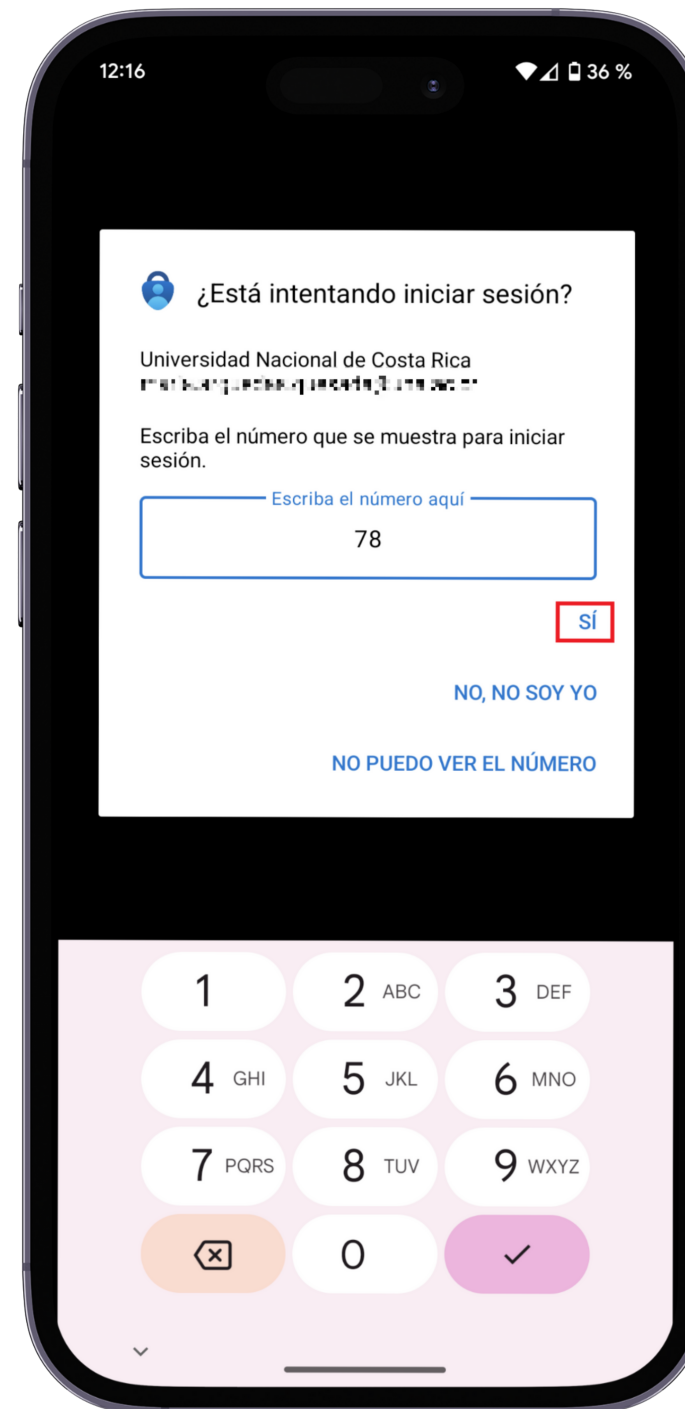 12:16
36 %
¿Está intentando iniciar sesión?
Universidad Nacional de Costa Rica
Escriba el número que se muestra para iniciar
sesión.
Escriba el número aquí
78
SÍ
NO, NO SOY YO
NO PUEDO VER EL NÚMERO
1 2 ABC 3 DEF
4 GHI 5 JKL 6 MNO
7 PQRS 8 TUV 9 WXYZ
0